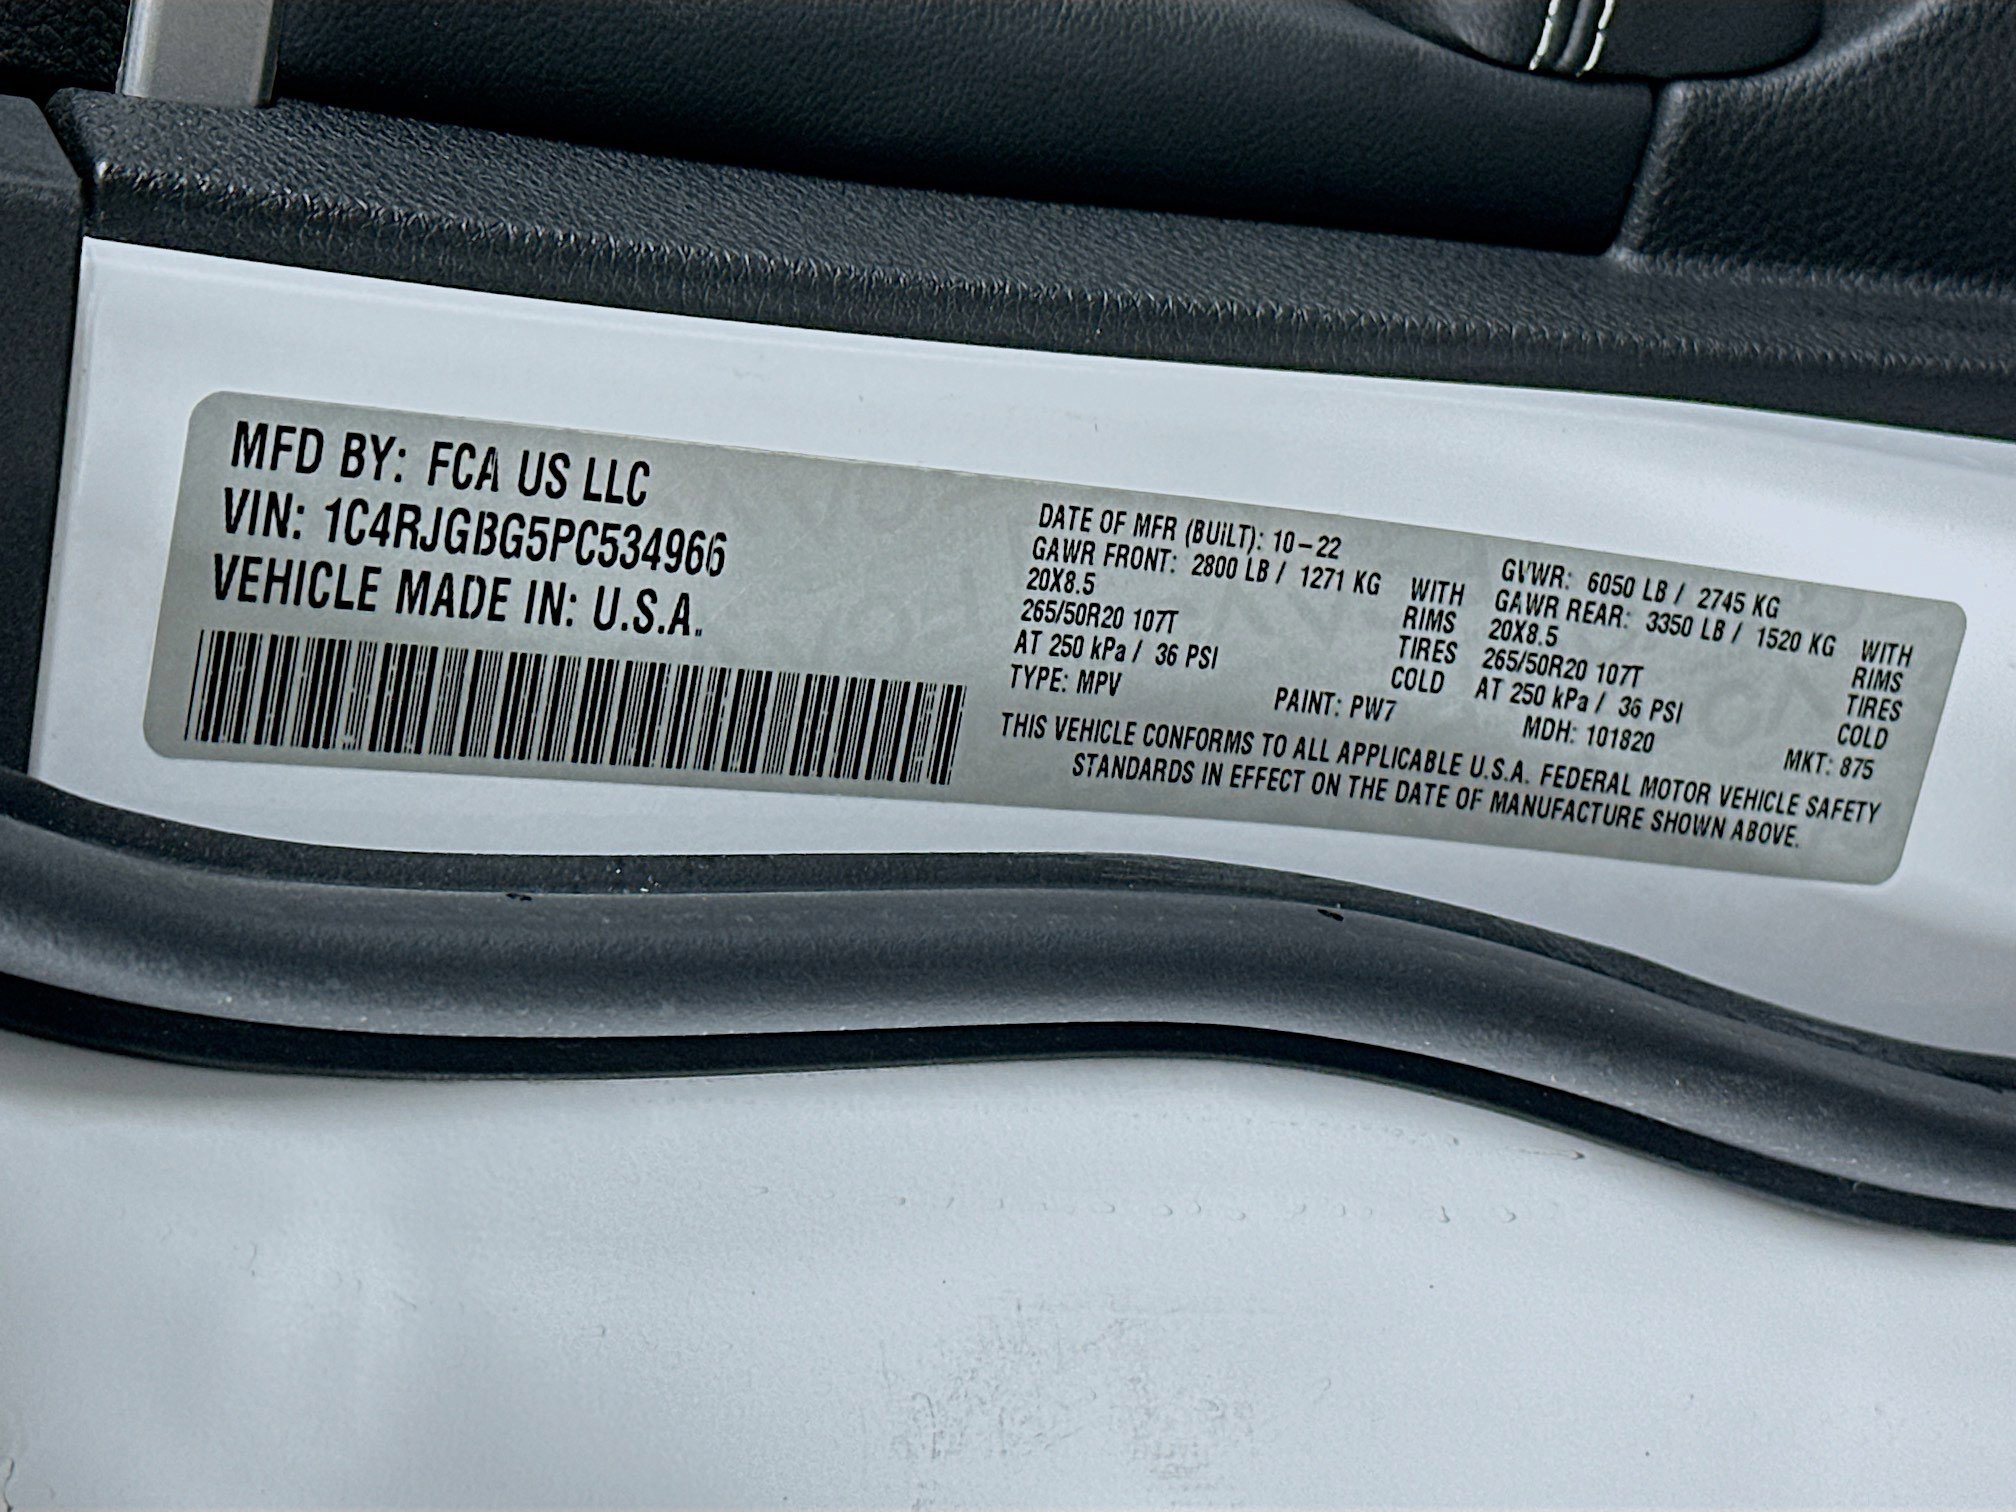 MFD BY: FCA US LLC
VIN: 1C4RJGBG5PC534966
VEHICLE MADE IN: U.S.A.
DATE OF MFR (BUILT): 10-22
GAWR FRONT: 2800 LB / 1271 KG WITH
20X8.5 RIMS
265/50R20 107T TIRES
AT 250 kPa / 36 PSI COLD
GVWR: 6050 LB / 2745 KG
GAWR REAR: 3350 LB / 1520 KG WITH
20X8.5 RIMS
265/50R20 107T TIRES
AT 250 kPa / 36 PSI COLD
TYPE: MPV PAINT: PW7 MDH: 101820 MKT: 875
THIS VEHICLE CONFORMS TO ALL APPLICABLE U.S.A. FEDERAL MOTOR VEHICLE SAFETY
STANDARDS IN EFFECT ON THE DATE OF MANUFACTURE SHOWN ABOVE.